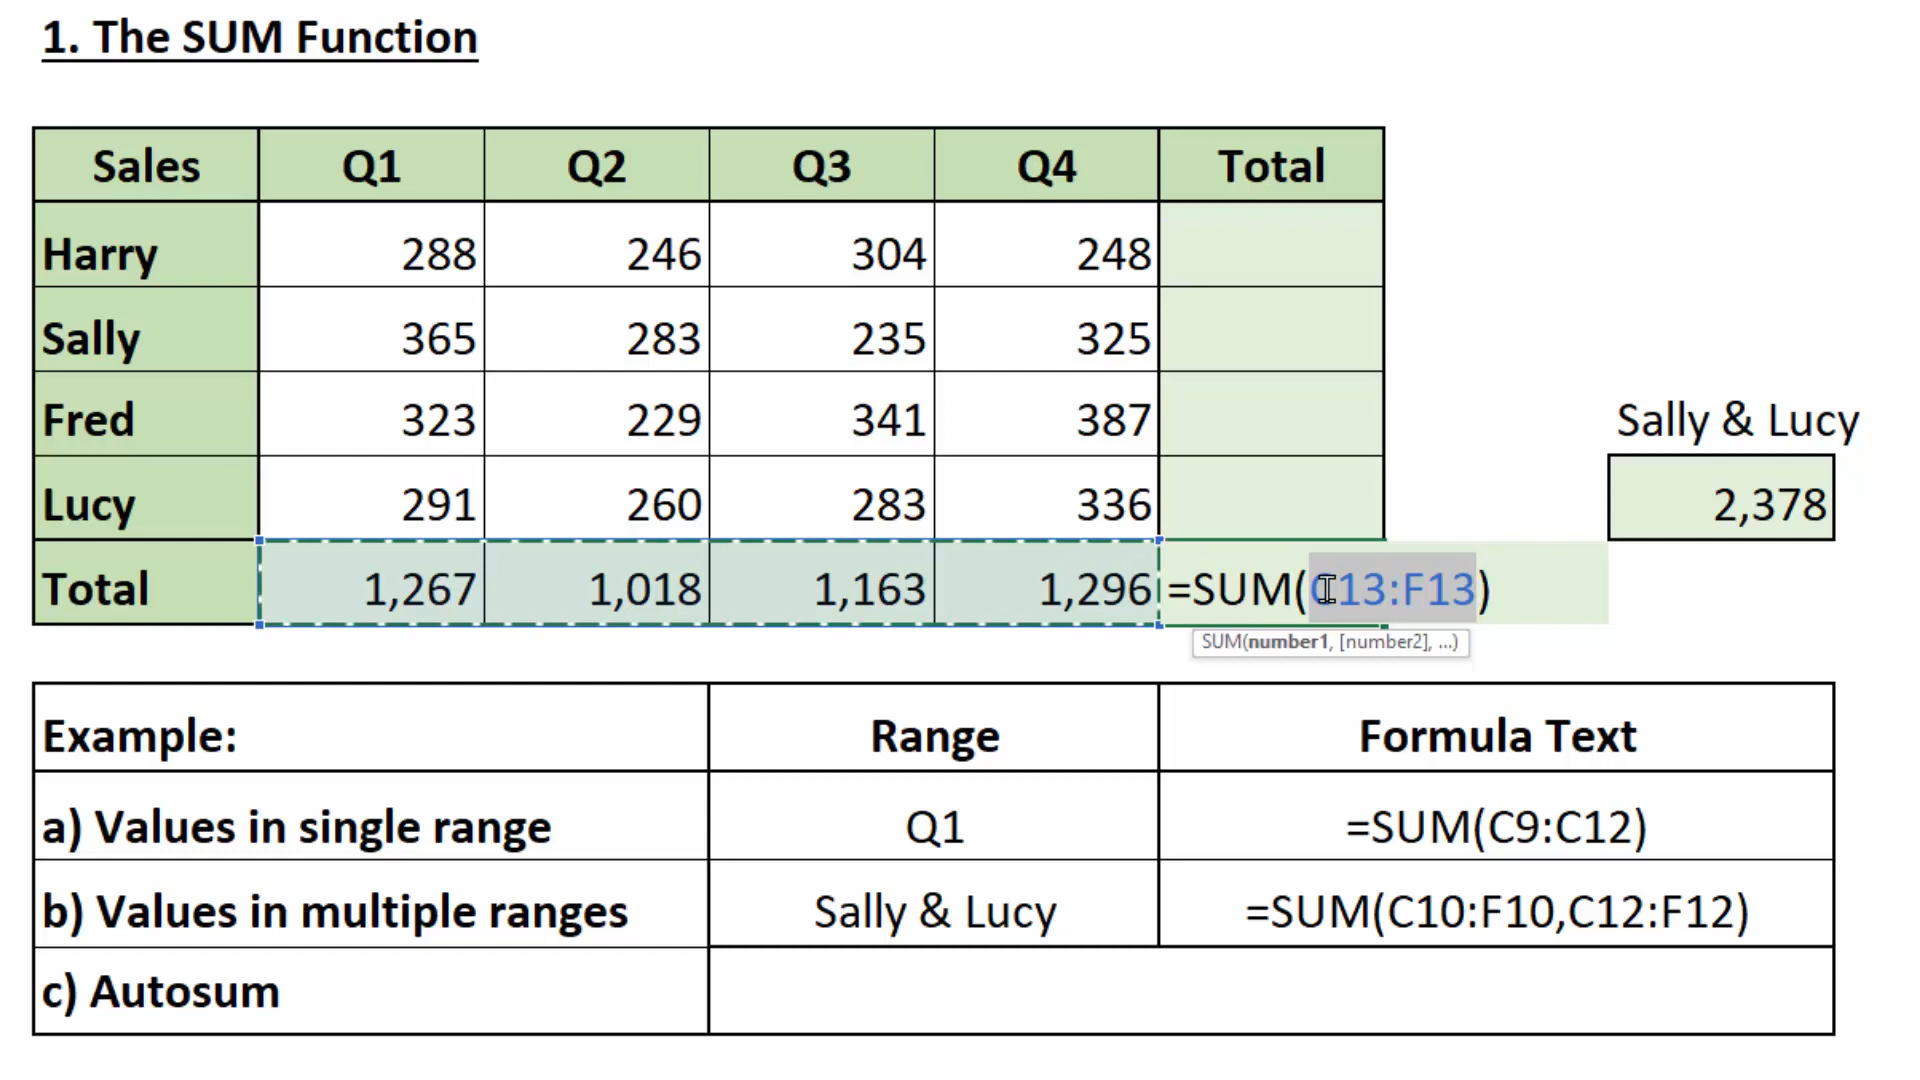 1. The SUM Function
Sales Q1 Q2 Q3 Q4 Total
Harry 288 246 304 248
Sally 365 283 235 325
Fred 323 229 341 387
Sally & Lucy
Lucy 291 260 283 336
2,378
Total 1,267 1,018 1,163 1,296 =SUM(C13:F13)
SUM(number1, [number2], ...)
Example: Range Formula Text
a) Values in single range Q1 =SUM(C9:C12)
b) Values in multiple ranges Sally & Lucy =SUM(C10:F10,C12:F12)
c) Autosum